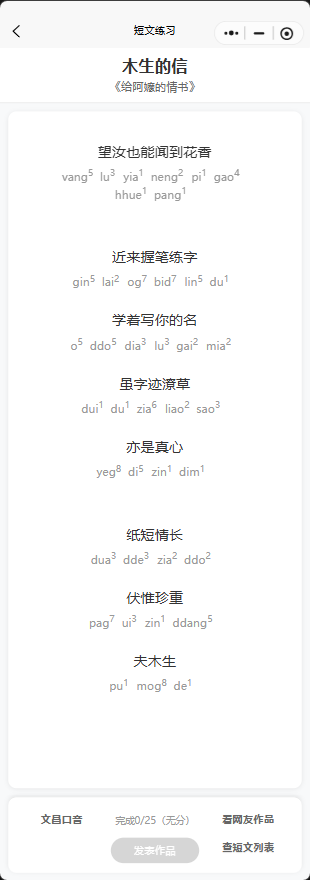 短文练习
木生的信
《给阿嬷的情书》
望汝也能闻到花香
vang⁵ lu³ yia¹ neng² pi¹ gao⁴
hhue¹ pang¹
近来握笔练字
gin⁵ lai² og⁷ bid⁷ lin⁵ du¹
学着写你的名
o⁵ ddo⁵ dia³ lu³ gai² mia²
虽字迹潦草
dui¹ du¹ zia⁶ liao² sao³
亦是真心
yeg⁸ di⁵ zin¹ dim¹
纸短情长
dua³ dde³ zia² ddo²
伏惟珍重
pag⁷ ui³ zin¹ ddang⁵
夫木生
pu¹ mog⁸ de¹
文昌口音 完成0/25（无分） 看网友作品
发表作品 查短文列表